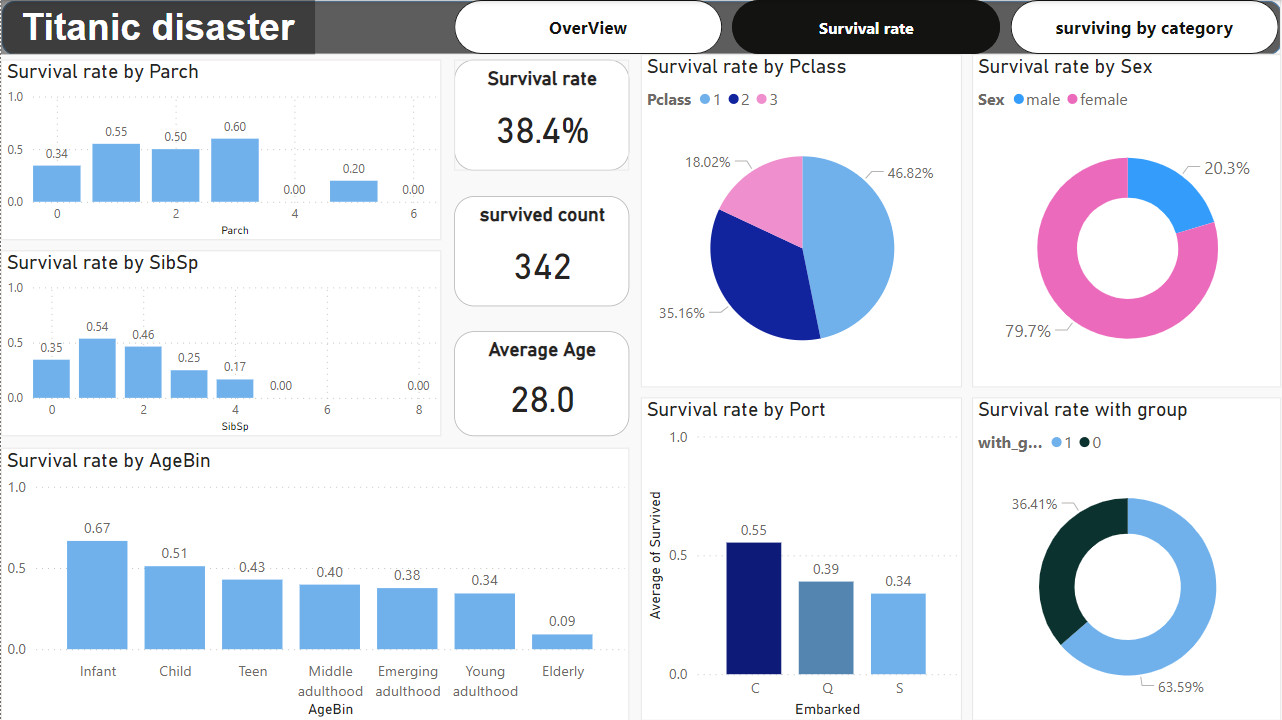 Titanic disaster
OverView
Survival rate
surviving by category
Survival rate by Parch
1.0
0.5
0.0
0.34
0.55
0.50
0.60
0.00
0.20
0.00
0
2
4
6
Parch
Survival rate by SibSp
1.0
0.5
0.0
0.35
0.54
0.46
0.25
0.17
0.00
0.00
0
2
4
6
8
SibSp
Survival rate by AgeBin
1.0
0.5
0.0
0.67
0.51
0.43
0.40
0.38
0.34
0.09
Infant
Child
Teen
Middle
adulthood
Emerging
adulthood
Young
adulthood
Elderly
AgeBin
Survival rate
38.4%
survived count
342
Average Age
28.0
Survival rate by Pclass
Pclass 1 2 3
18.02%
46.82%
35.16%
Survival rate by Sex
Sex male female
20.3%
79.7%
Survival rate by Port
Average of Survived
1.0
0.5
0.0
0.55
0.39
0.34
C
Q
S
Embarked
Survival rate with group
with_g... 1 0
36.41%
63.59%